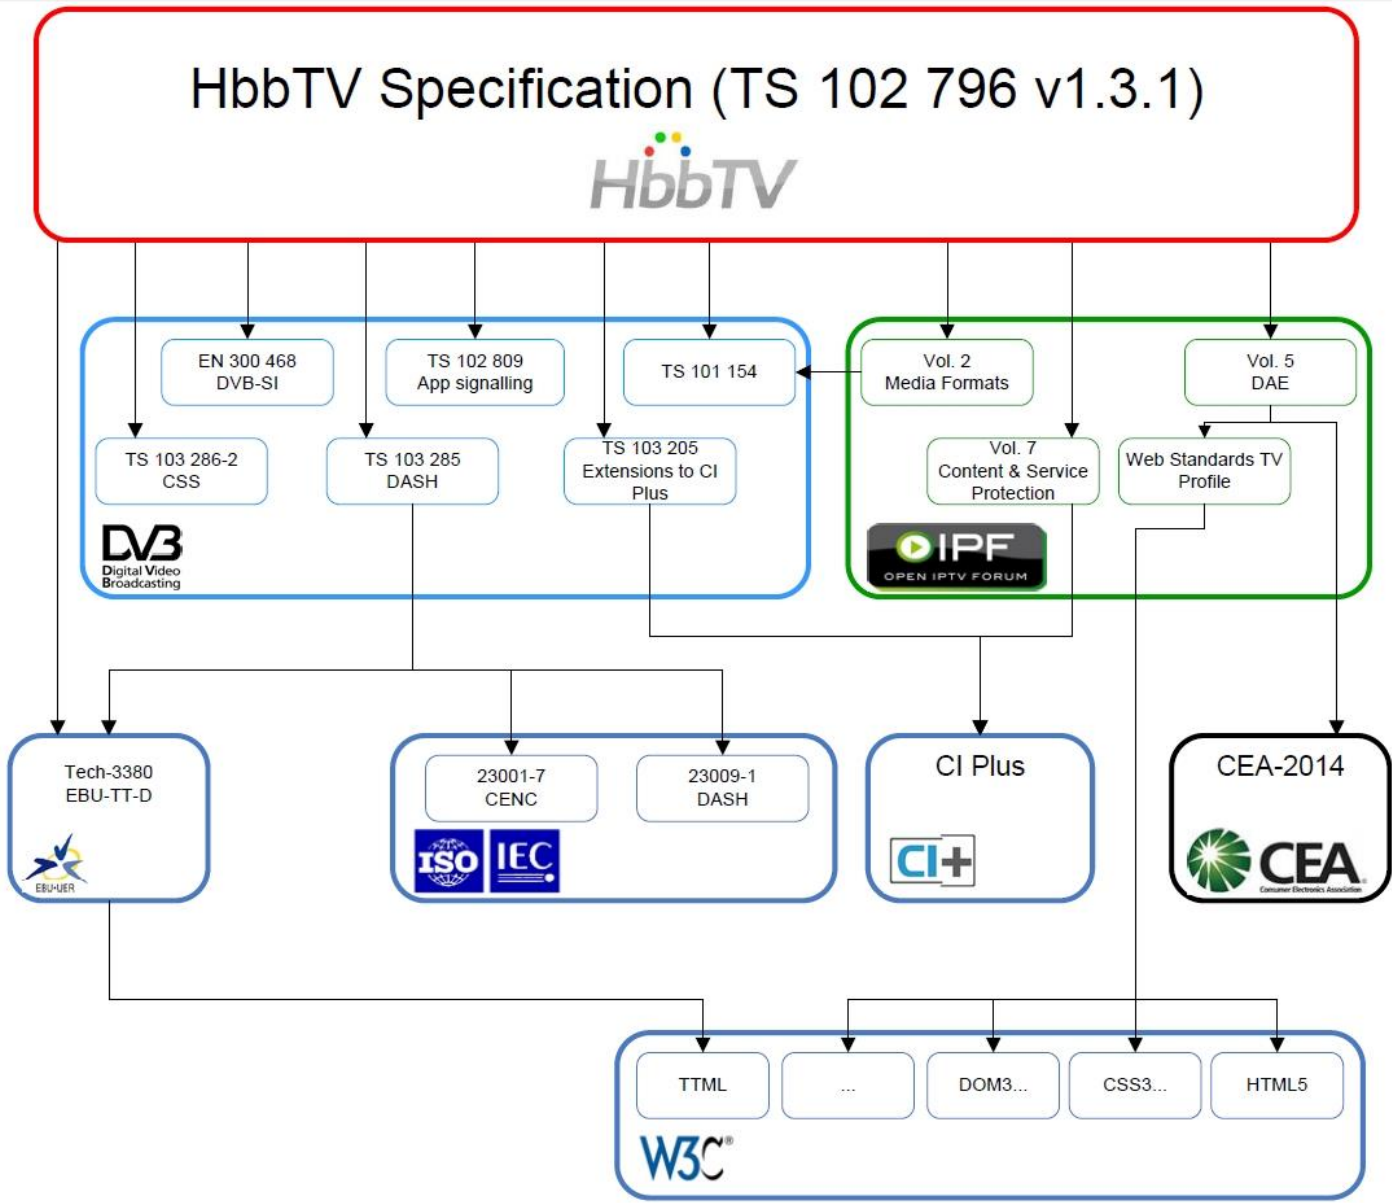 HbbTV Specification (TS 102 796 v1.3.1)
HbbTV
EN 300 468
DVB-SI
TS 102 809
App signalling
TS 101 154
Vol. 2
Media Formats
Vol. 5
DAE
TS 103 286-2
CSS
TS 103 285
DASH
TS 103 205
Extensions to CI
Plus
Vol. 7
Content & Service
Protection
Web Standards TV
Profile
DVB
Digital Video
Broadcasting
OIPF
OPEN IPTV FORUM
Tech-3380
EBU-TT-D
EBU•UER
23001-7
CENC
23009-1
DASH
ISO
IEC
CI Plus
CI+
CEA-2014
CEA
Consumer Electronics Association
TTML
...
DOM3...
CSS3...
HTML5
W3C®